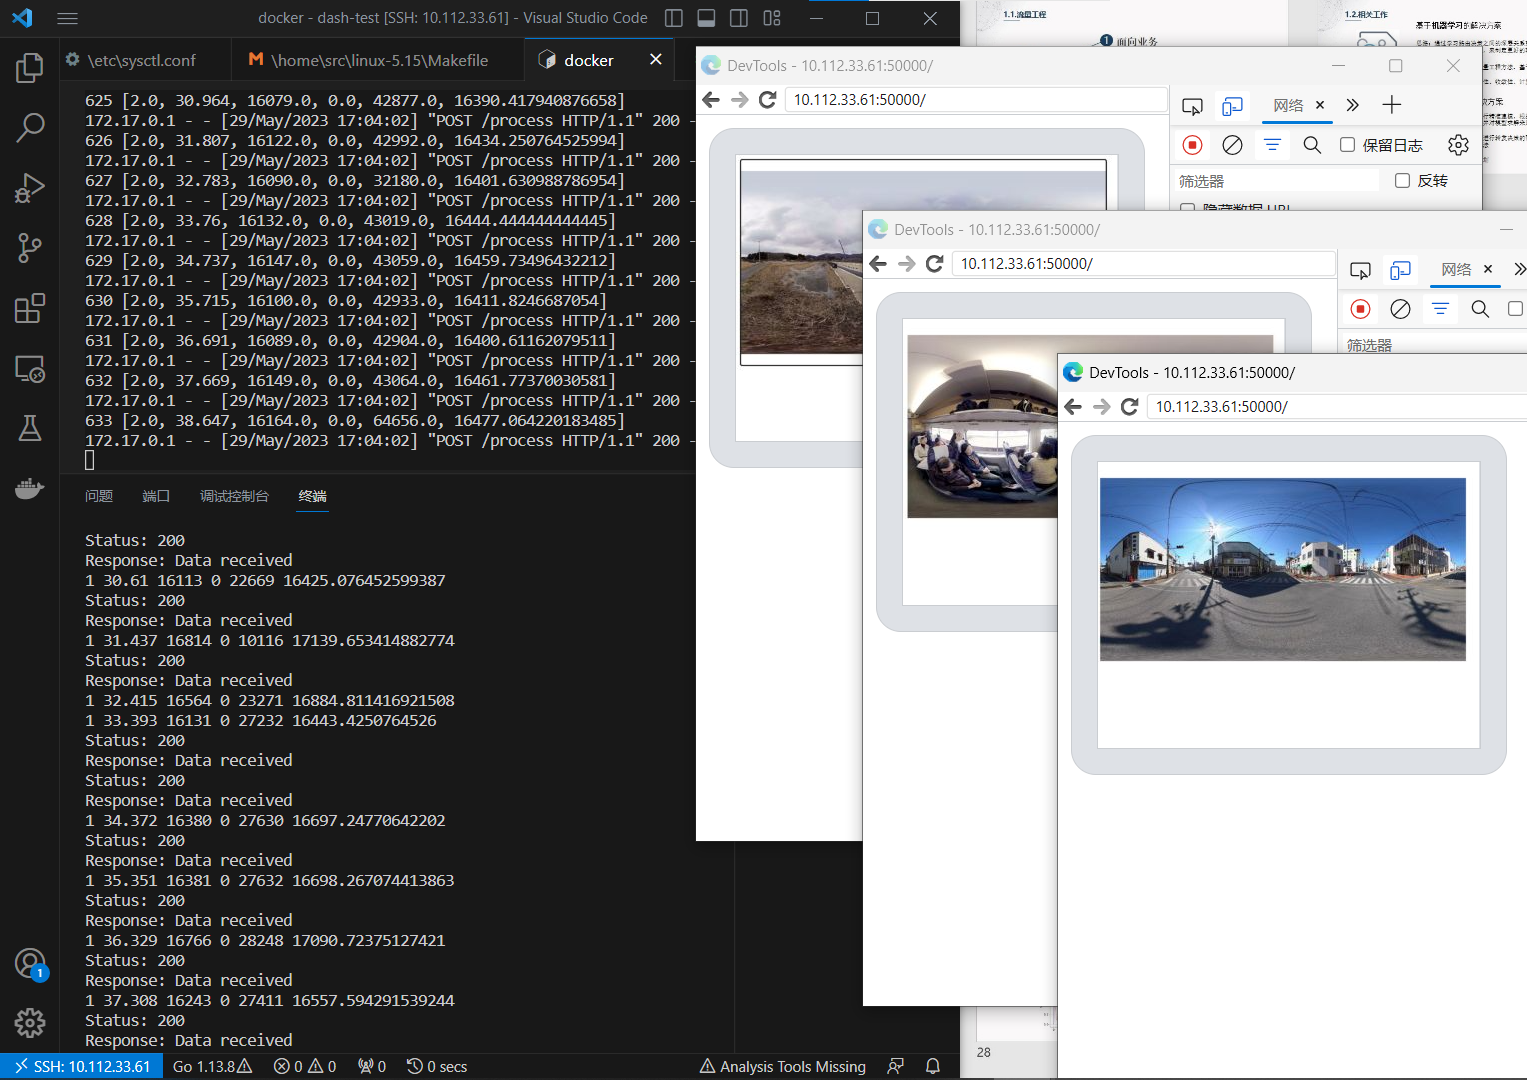 docker - dash-test [SSH: 10.112.33.61] - Visual Studio Code
\etc\sysctl.conf
M \home\src\linux-5.15\Makefile
docker
625 [2.0, 30.964, 16079.0, 0.0, 42877.0, 16390.417940876658]
172.17.0.1 - - [29/May/2023 17:04:02] "POST /process HTTP/1.1" 200 -
626 [2.0, 31.807, 16122.0, 0.0, 42992.0, 16434.250764525994]
172.17.0.1 - - [29/May/2023 17:04:02] "POST /process HTTP/1.1" 200 -
627 [2.0, 32.783, 16090.0, 0.0, 32180.0, 16401.630988786954]
172.17.0.1 - - [29/May/2023 17:04:02] "POST /process HTTP/1.1" 200 -
628 [2.0, 33.76, 16132.0, 0.0, 43019.0, 16444.444444444445]
172.17.0.1 - - [29/May/2023 17:04:02] "POST /process HTTP/1.1" 200 -
629 [2.0, 34.737, 16147.0, 0.0, 43059.0, 16459.73496432212]
172.17.0.1 - - [29/May/2023 17:04:02] "POST /process HTTP/1.1" 200 -
630 [2.0, 35.715, 16100.0, 0.0, 42933.0, 16411.8246687054]
172.17.0.1 - - [29/May/2023 17:04:02] "POST /process HTTP/1.1" 200 -
631 [2.0, 36.691, 16089.0, 0.0, 42904.0, 16400.61162079511]
172.17.0.1 - - [29/May/2023 17:04:02] "POST /process HTTP/1.1" 200 -
632 [2.0, 37.669, 16149.0, 0.0, 43064.0, 16461.77370030581]
172.17.0.1 - - [29/May/2023 17:04:02] "POST /process HTTP/1.1" 200 -
633 [2.0, 38.647, 16164.0, 0.0, 64656.0, 16477.064220183485]
172.17.0.1 - - [29/May/2023 17:04:02] "POST /process HTTP/1.1" 200 -
问题 端口 调试控制台 终端
Status: 200
Response: Data received
1 30.61 16113 0 22669 16425.076452599387
Status: 200
Response: Data received
1 31.437 16814 0 10116 17139.653414882774
Status: 200
Response: Data received
1 32.415 16564 0 23271 16884.811416921508
1 33.393 16131 0 27232 16443.4250764526
Status: 200
Response: Data received
Status: 200
Response: Data received
1 34.372 16380 0 27630 16697.24770642202
Status: 200
Response: Data received
1 35.351 16381 0 27632 16698.267074413863
Status: 200
Response: Data received
1 36.329 16766 0 28248 17090.72375127421
Status: 200
Response: Data received
1 37.308 16243 0 27411 16557.594291539244
Status: 200
Response: Data received
1
SSH: 10.112.33.61 Go 1.13.8 0 0 0 0 secs Analysis Tools Missing
1.1.流量工程
1 面向业务
1.2.相关工作
基于机器学习的解决方案
DevTools - 10.112.33.61:50000/
10.112.33.61:50000/
网络
保留日志
筛选器
反转
隐藏数据 URL
DevTools - 10.112.33.61:50000/
10.112.33.61:50000/
网络
筛选器
DevTools - 10.112.33.61:50000/
10.112.33.61:50000/
28